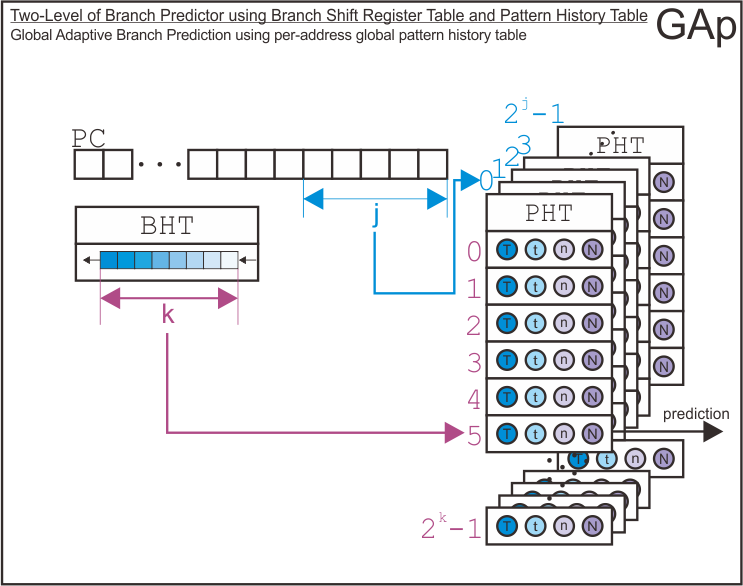 Two-Level of Branch Predictor using Branch Shift Register Table and Pattern History Table
GAp
Global Adaptive Branch Prediction using per-address global pattern history table
2^j-1
PC
PHT
3
2
1
0
N
j
BHT
PHT
N
0 T t n N
N
1 T t n N
k
N
2 T t n N
N
3 T t n N
N
4 T t n N
prediction
5 T t n N
T t n N
2^k-1 T t n N